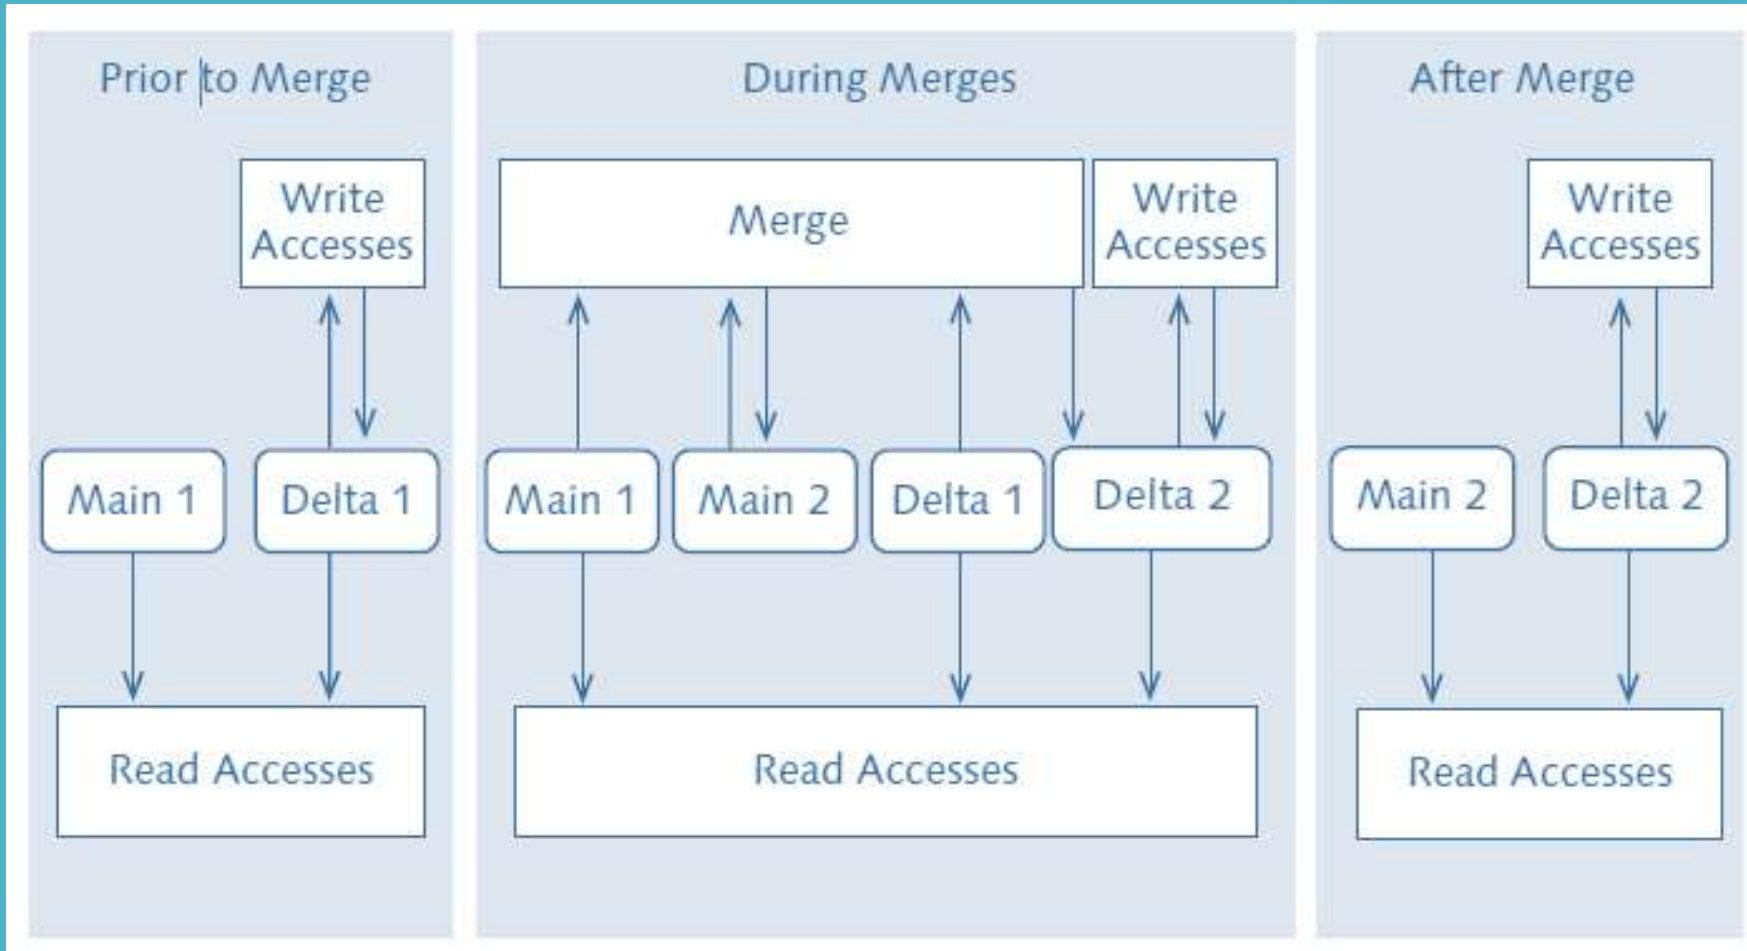 Prior to Merge
Write
Accesses
Main 1
Delta 1
Read Accesses
During Merges
Merge
Write
Accesses
Main 1
Main 2
Delta 1
Delta 2
Read Accesses
After Merge
Write
Accesses
Main 2
Delta 2
Read Accesses